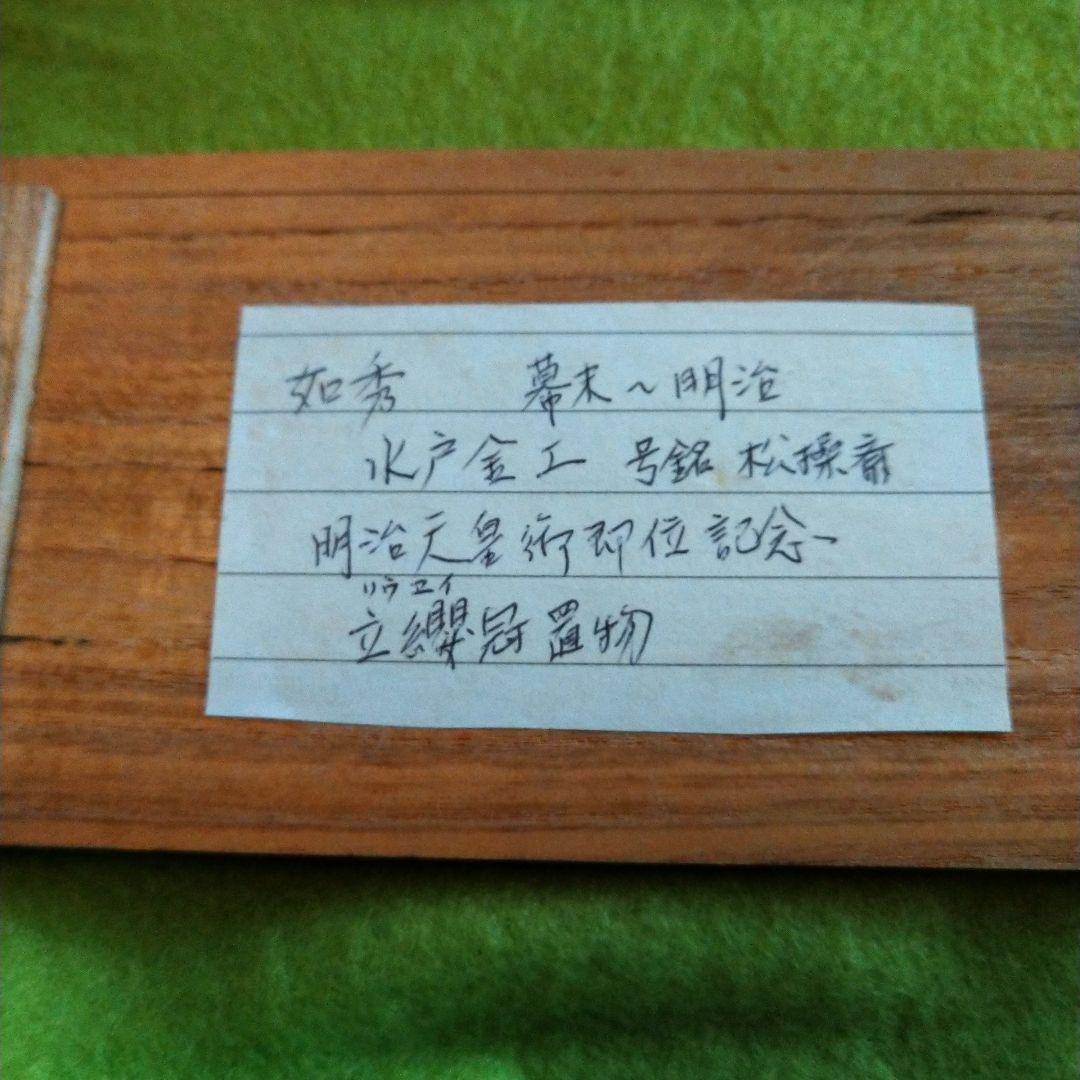 如秀 幕末～明治
水戸金工 号銘 松操斎
明治天皇御即位記念
リウエイ
立纓冠置物